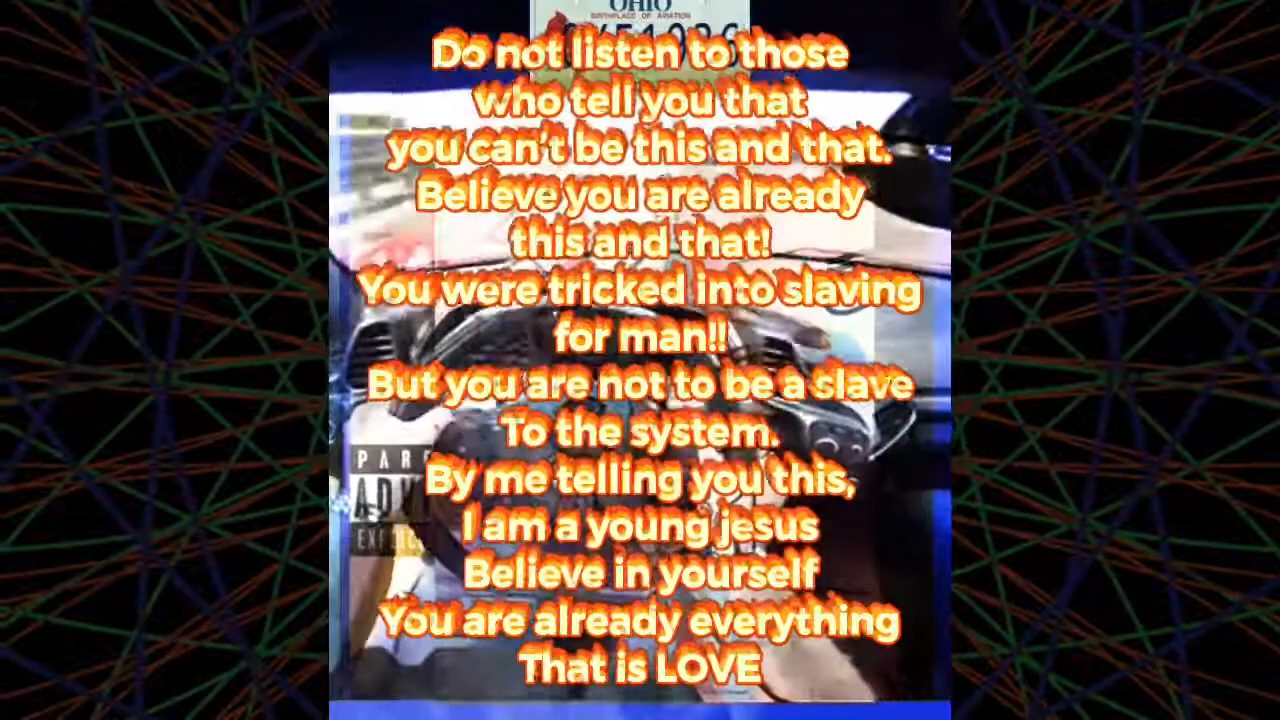 OHIO
BIRTHPLACE OF AVIATION
Do not listen to those
who tell you that
you can't be this and that.
Believe you are already
this and that!
You were tricked into slaving
for man!!
But you are not to be a slave
To the system.
By me telling you this,
I am a young jesus
Believe in yourself
You are already everything
That is LOVE